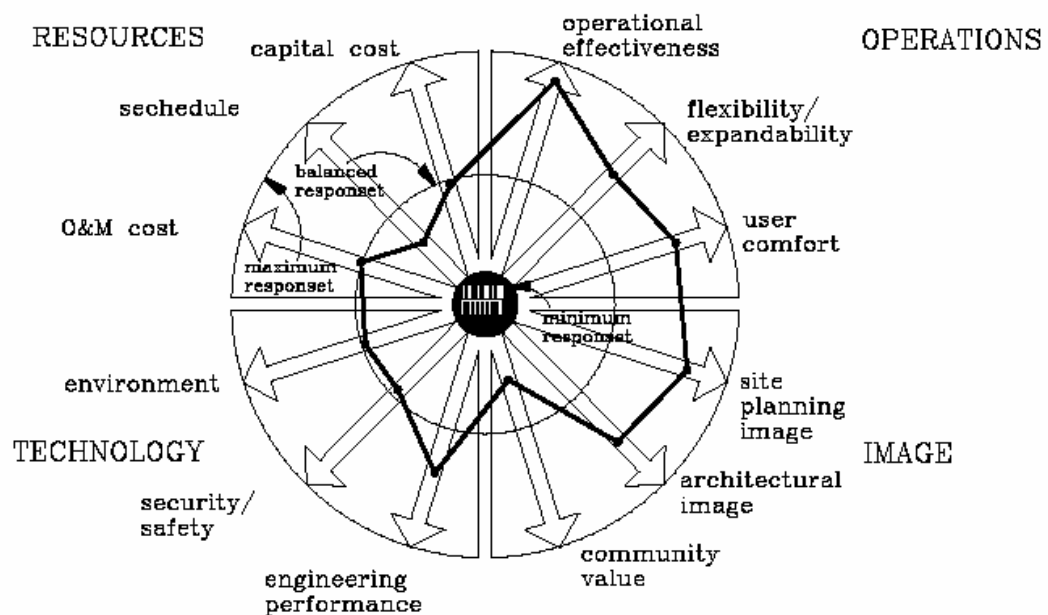 RESOURCES
capital cost
operational
effectiveness
OPERATIONS
sechedule
flexibility/
expandability
balanced
responset
O&M cost
user
comfort
maximum
responset
minimum
responset
environment
site
planning
image
TECHNOLOGY
IMAGE
security/
safety
architectural
image
engineering
performance
community
value